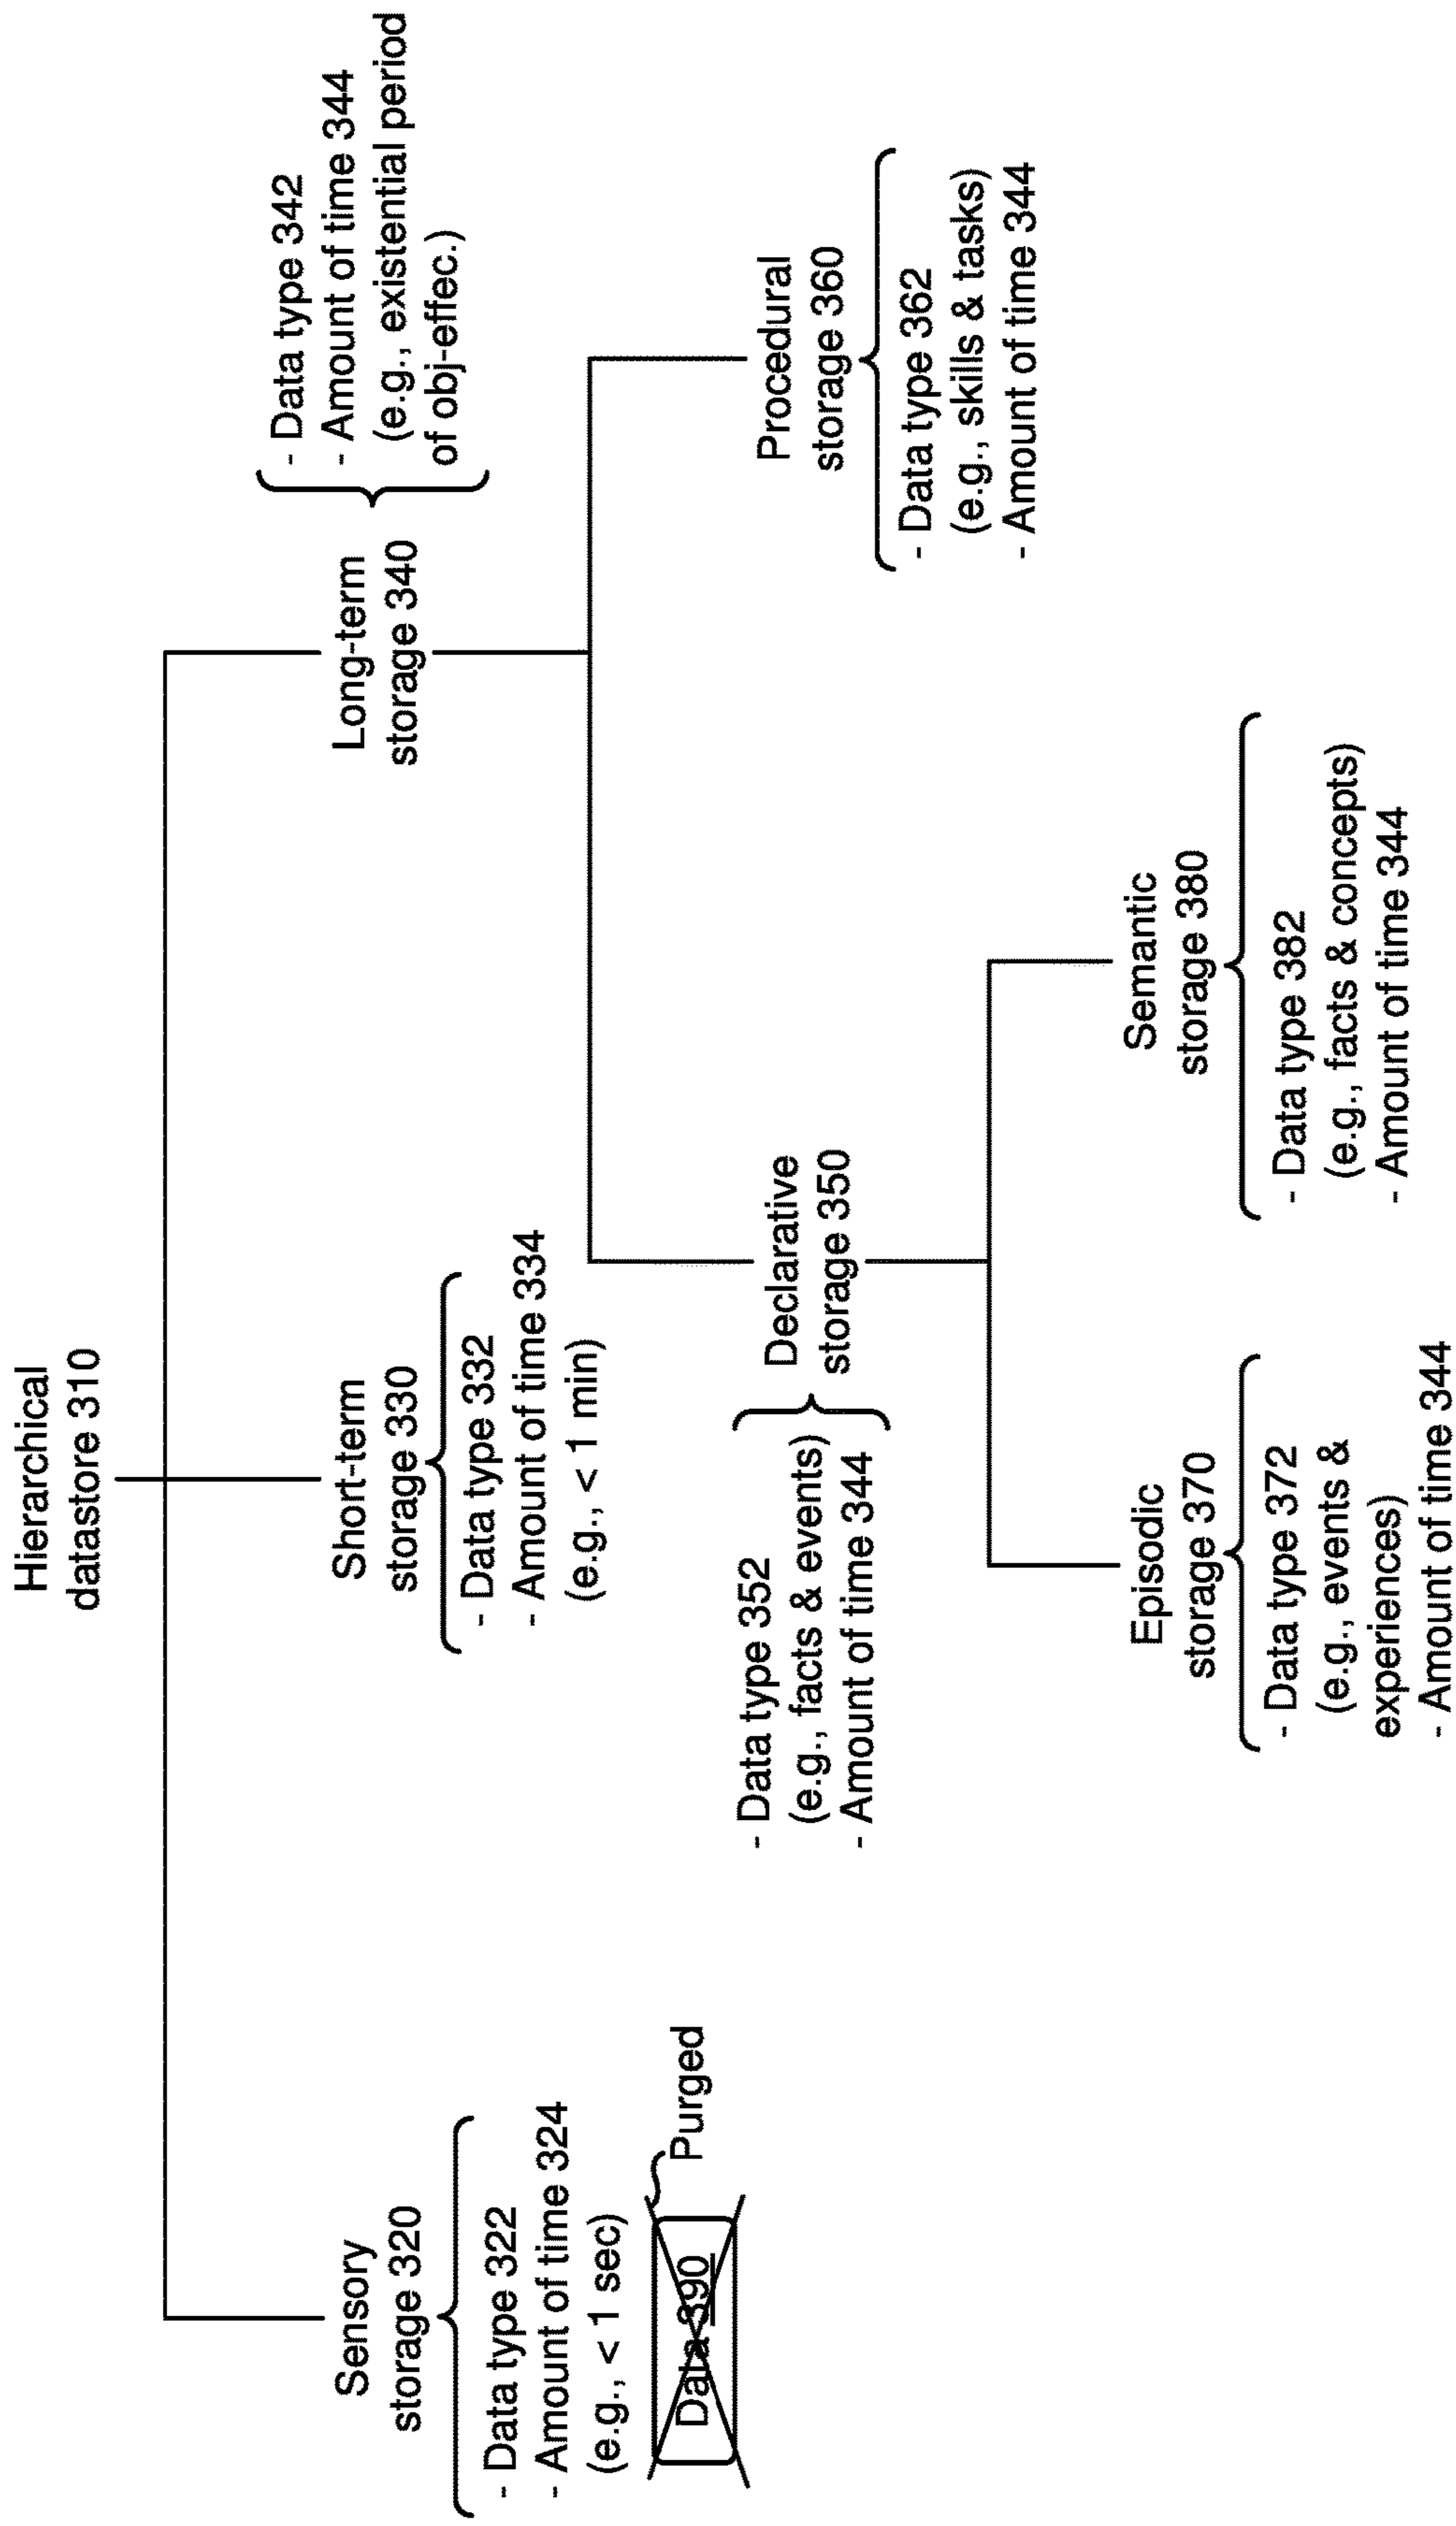 Hierarchical
datastore 310
Sensory
storage 320
- Data type 322
- Amount of time 324
(e.g., < 1 sec)
Data 390
Purged
Short-term
storage 330
- Data type 332
- Amount of time 334
(e.g., < 1 min)
Long-term
storage 340
- Data type 342
- Amount of time 344
(e.g., existential period
of obj-effec.)
Declarative
storage 350
- Data type 352
(e.g., facts & events)
- Amount of time 344
Procedural
storage 360
- Data type 362
(e.g., skills & tasks)
- Amount of time 344
Episodic
storage 370
- Data type 372
(e.g., events &
experiences)
- Amount of time 344
Semantic
storage 380
- Data type 382
(e.g., facts & concepts)
- Amount of time 344